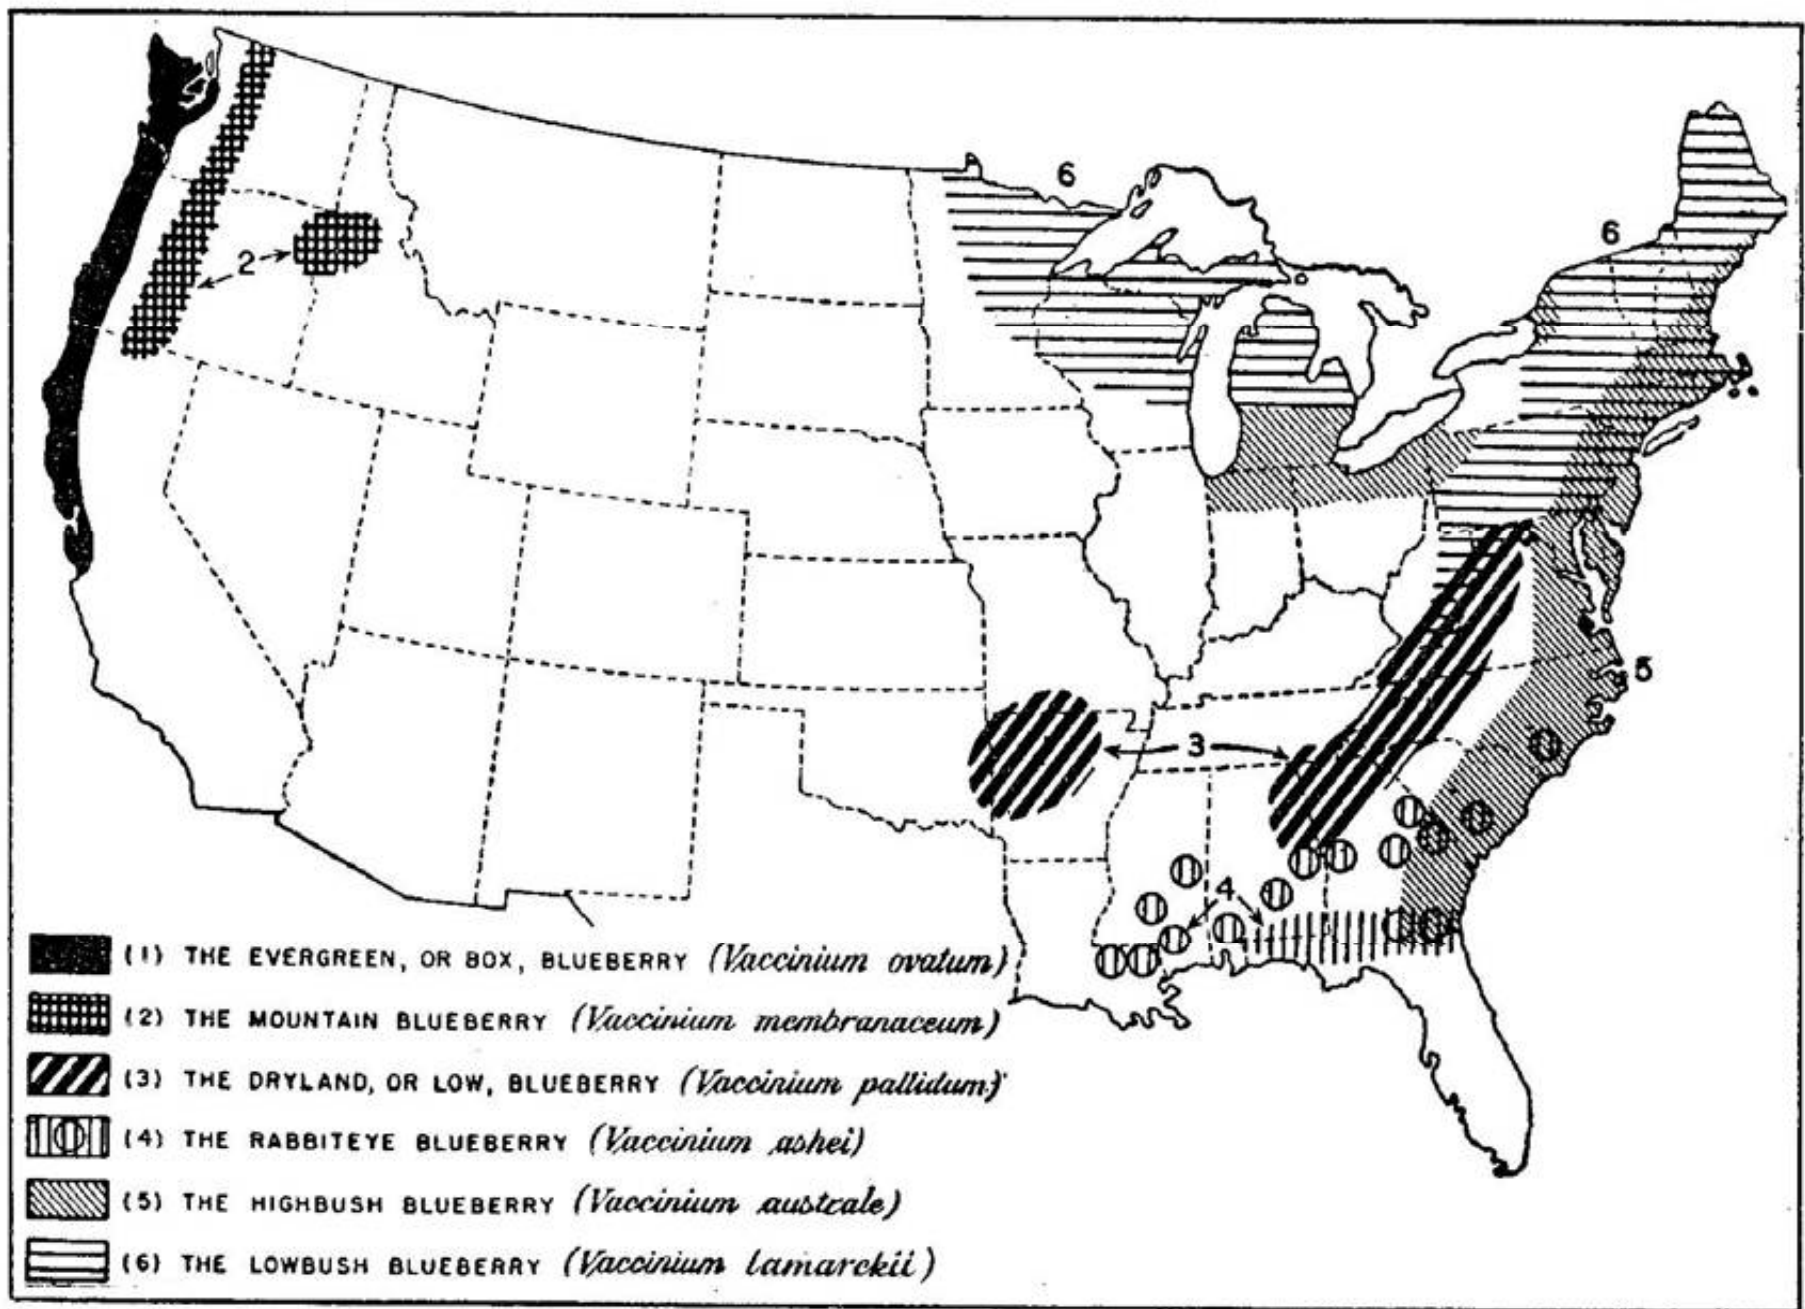 6
6
2
5
3
4
(1) THE EVERGREEN, OR BOX, BLUEBERRY (Vaccinium ovatum)
(2) THE MOUNTAIN BLUEBERRY (Vaccinium membranaceum)
(3) THE DRYLAND, OR LOW, BLUEBERRY (Vaccinium pallidum)
(4) THE RABBITEYE BLUEBERRY (Vaccinium ashei)
(5) THE HIGHBUSH BLUEBERRY (Vaccinium australe)
(6) THE LOWBUSH BLUEBERRY (Vaccinium lamarckii)